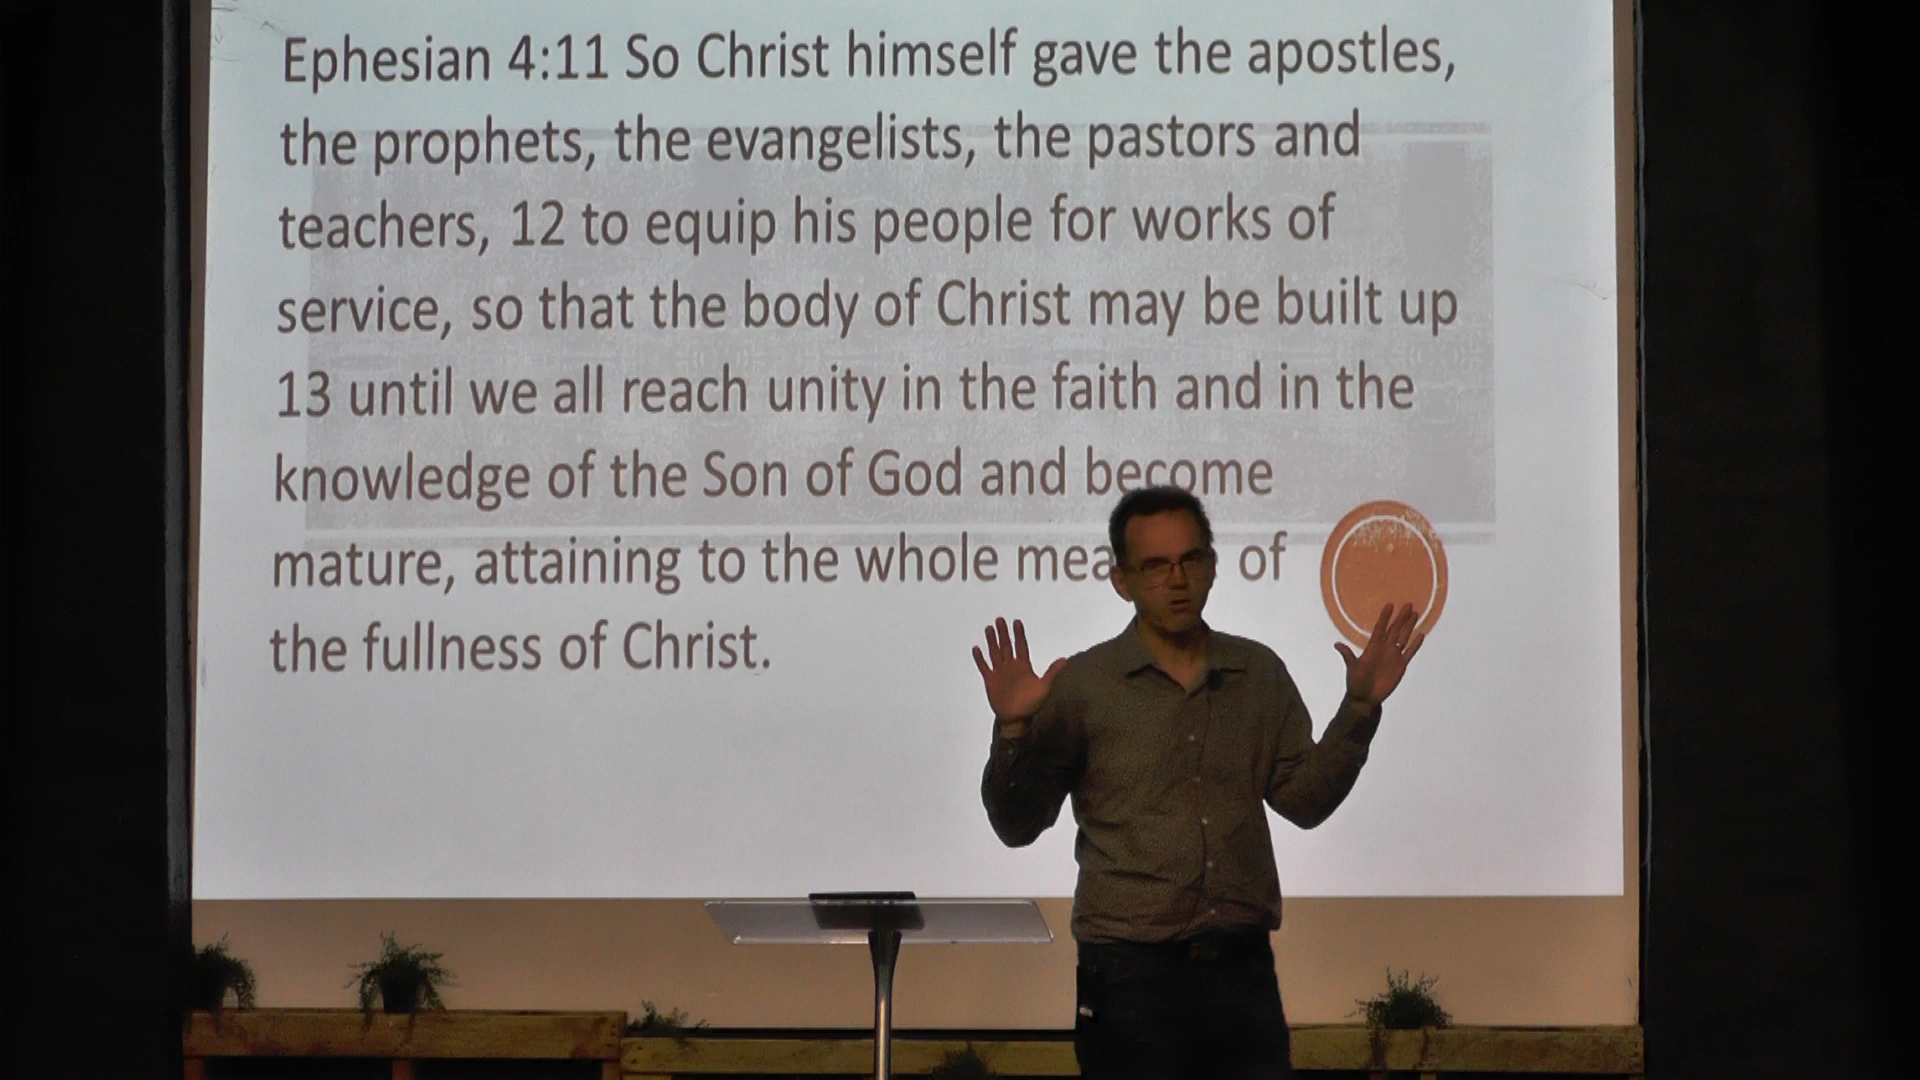 Ephesian 4:11 So Christ himself gave the apostles,
the prophets, the evangelists, the pastors and
teachers, 12 to equip his people for works of
service, so that the body of Christ may be built up
13 until we all reach unity in the faith and in the
knowledge of the Son of God and become
mature, attaining to the whole of
the fullness of Christ.